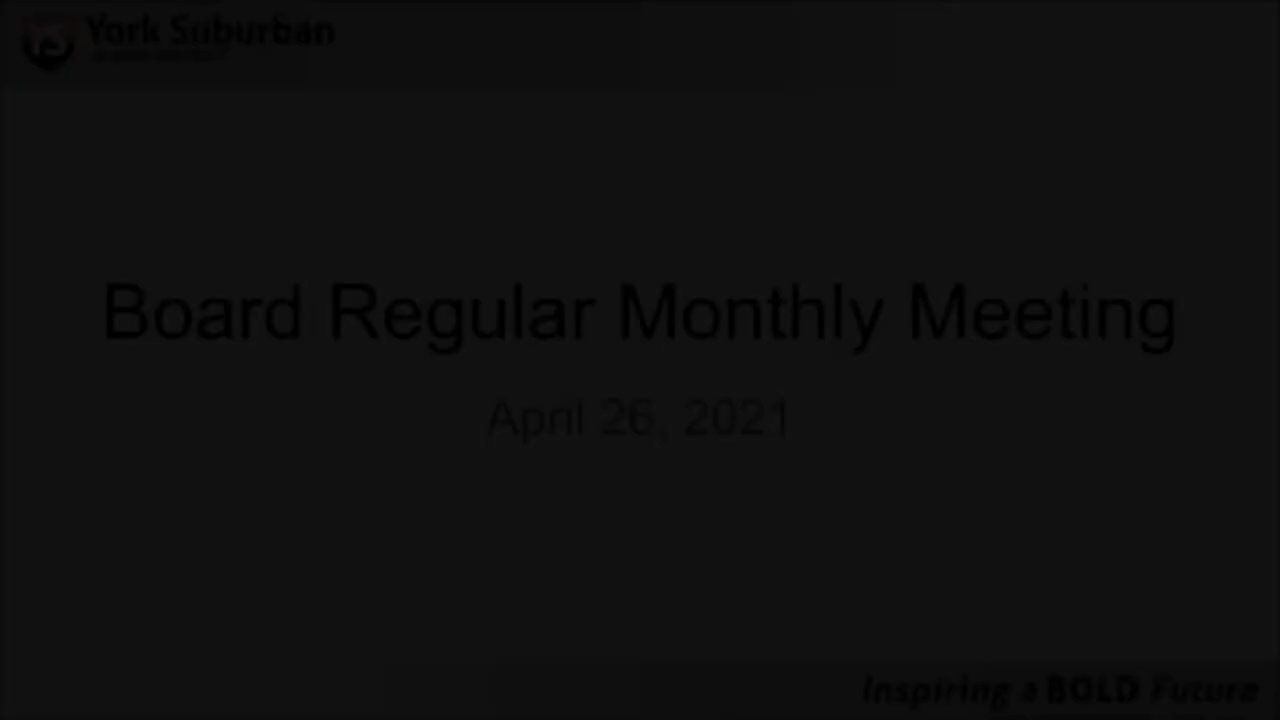 York Suburban
Board Regular Monthly Meeting
April 26, 2021
Inspiring a BOLD Future